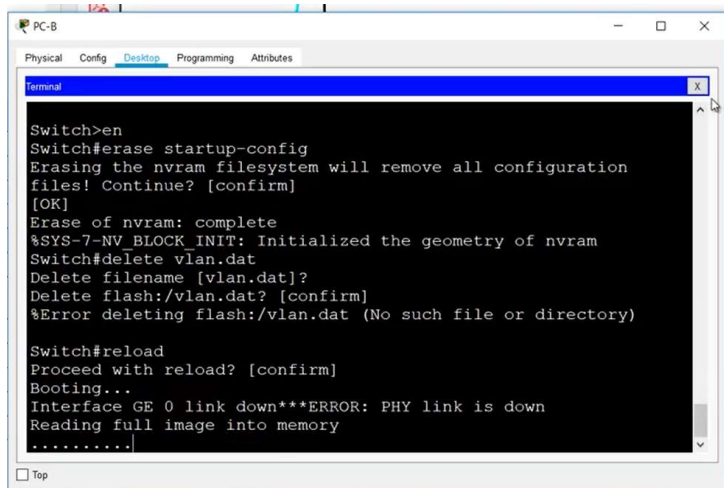 PC-B
Physical Config Desktop Programming Attributes
Terminal
X
Switch>en
Switch#erase startup-config
Erasing the nvram filesystem will remove all configuration
files! Continue? [confirm]
[OK]
Erase of nvram: complete
%SYS-7-NV_BLOCK_INIT: Initialized the geometry of nvram
Switch#delete vlan.dat
Delete filename [vlan.dat]?
Delete flash:/vlan.dat? [confirm]
%Error deleting flash:/vlan.dat (No such file or directory)
Switch#reload
Proceed with reload? [confirm]
Booting...
Interface GE 0 link down***ERROR: PHY link is down
Reading full image into memory
..........
Top